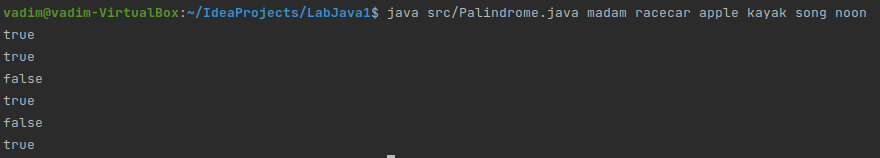 vadim@vadim-VirtualBox:~/IdeaProjects/LabJava1$ java src/Palindrome.java madam racecar apple kayak song noon
true
true
false
true
false
true